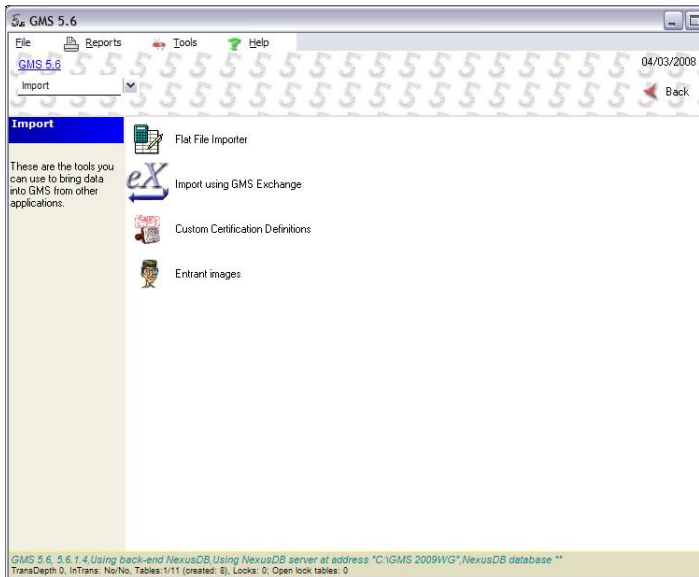 GMS 5.6
File Reports Tools Help
GMS 5.6 04/03/2008
Import Back
Import
These are the tools you
can use to bring data
into GMS from other
applications.
Flat File Importer
Import using GMS Exchange
Custom Certification Definitions
Entrant images
GMS 5.6, 5.6.1.4,Using back-end NexusDB,Using NexusDB server at address "C:\GMS 2009WG",NexusDB database ""
TransDepth 0, InTrans: No/No, Tables:1/11 (created: 8), Locks: 0; Open lock tables: 0